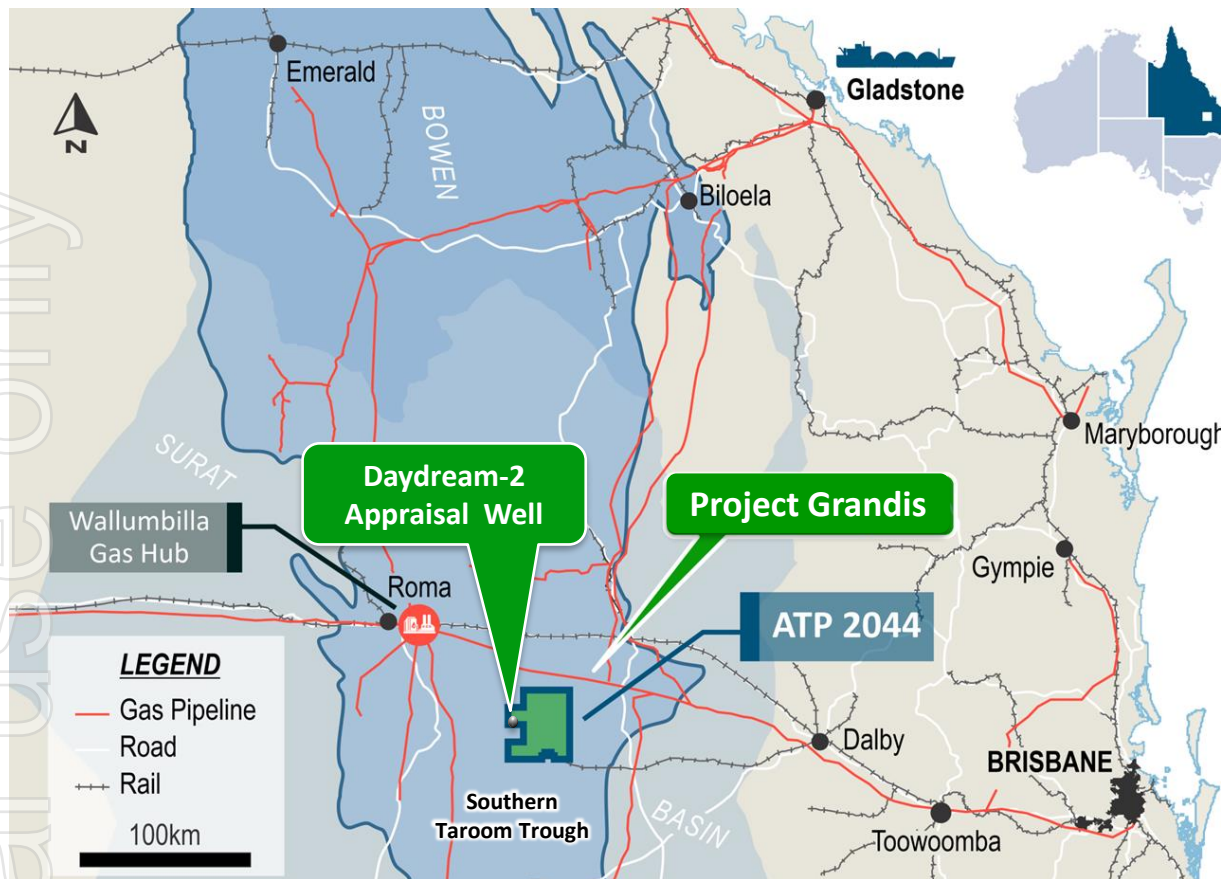 Emerald
N
BOWEN
Gladstone
Biloela
SURAT
Maryborough
Daydream-2
Appraisal Well
Project Grandis
Wallumbilla
Gas Hub
Roma
Gympie
ATP 2044
LEGEND
Gas Pipeline
Road
Rail
100km
Dalby
BRISBANE
Southern
Taroom Trough
BASIN
Toowoomba